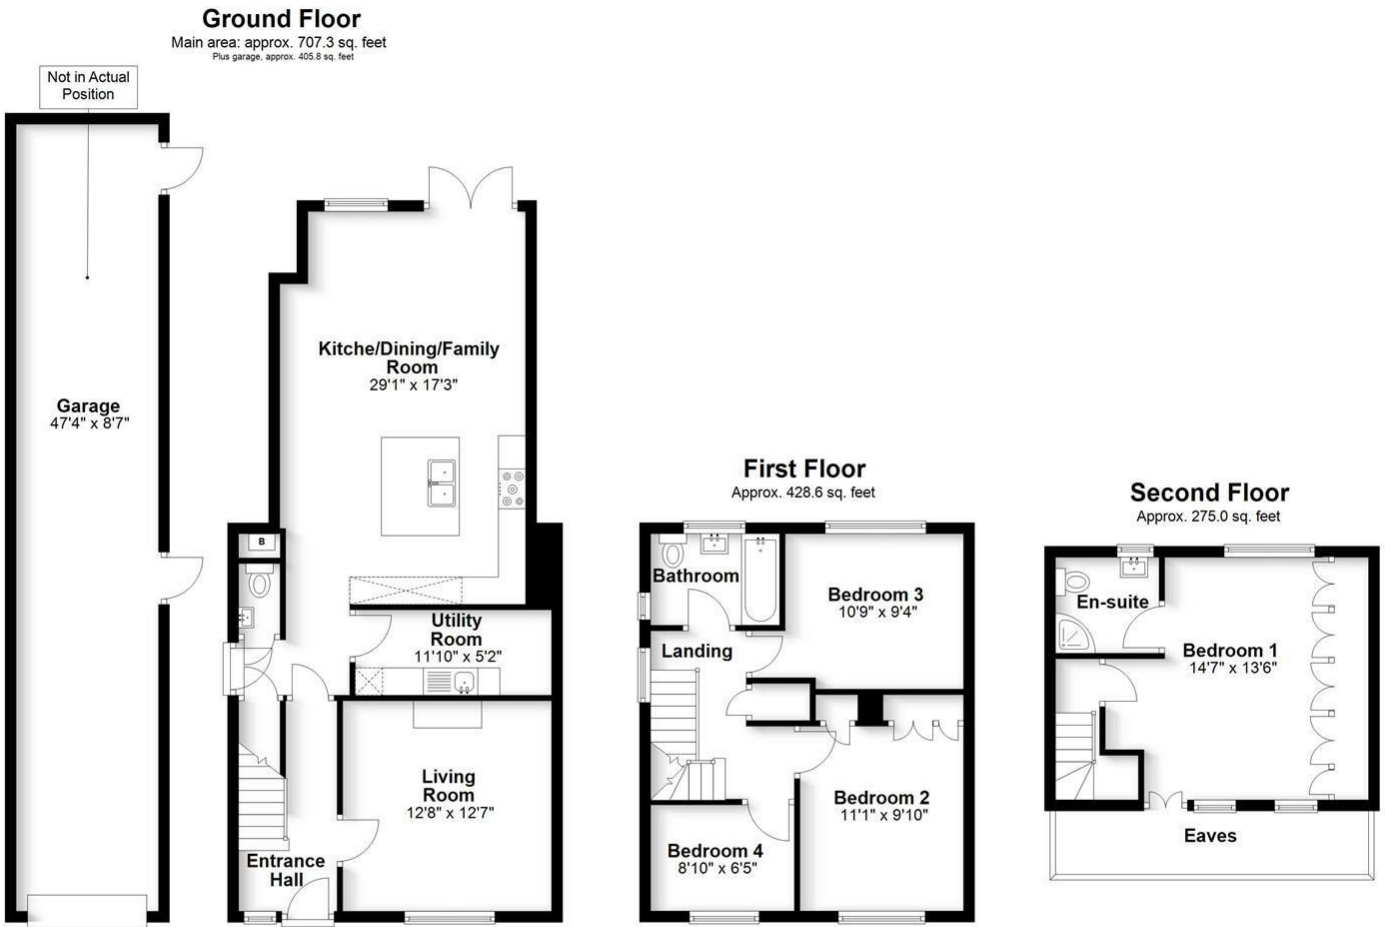 Ground Floor
Main area: approx. 707.3 sq. feet
Plus garage, approx. 405.8 sq. feet
Not in Actual
Position
Garage
47'4" x 8'7"
Kitche/Dining/Family
Room
29'1" x 17'3"
B
Utility
Room
11'10" x 5'2"
Living
Room
12'8" x 12'7"
Entrance
Hall
First Floor
Approx. 428.6 sq. feet
Bathroom
Bedroom 3
10'9" x 9'4"
Landing
Bedroom 2
11'1" x 9'10"
Bedroom 4
8'10" x 6'5"
Second Floor
Approx. 275.0 sq. feet
En-suite
Bedroom 1
14'7" x 13'6"
Eaves